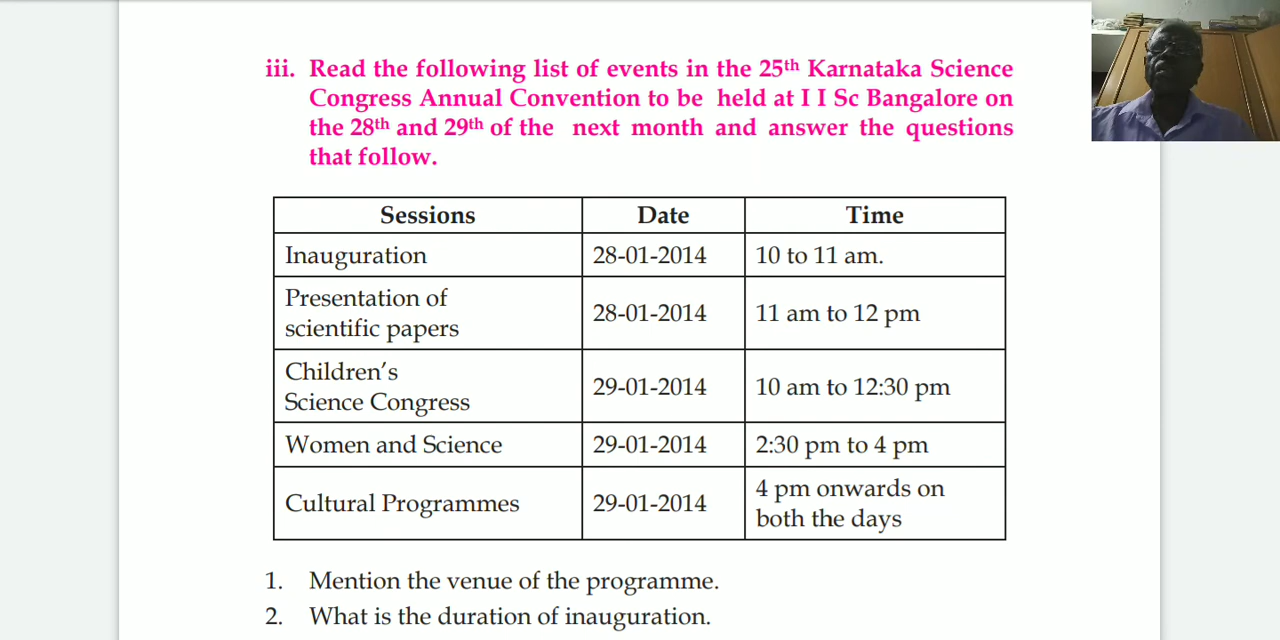 iii. Read the following list of events in the 25th Karnataka Science
Congress Annual Convention to be held at I I Sc Bangalore on
the 28th and 29th of the next month and answer the questions
that follow.
Sessions Date Time
Inauguration 28-01-2014 10 to 11 am.
Presentation of
scientific papers 28-01-2014 11 am to 12 pm
Children's
Science Congress 29-01-2014 10 am to 12:30 pm
Women and Science 29-01-2014 2:30 pm to 4 pm
Cultural Programmes 29-01-2014 4 pm onwards on
both the days
1. Mention the venue of the programme.
2. What is the duration of inauguration.